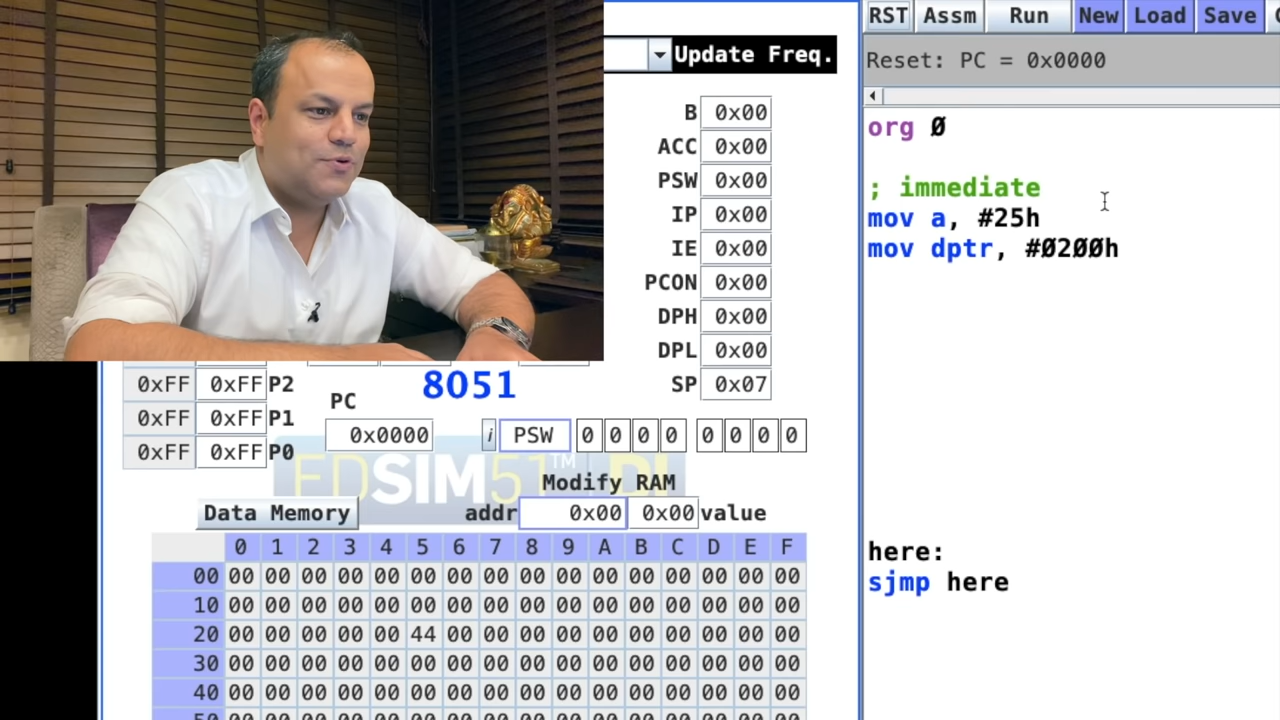 RST Assm Run New Load Save
Update Freq.
Reset: PC = 0x0000
B 0x00
ACC 0x00
PSW 0x00
IP 0x00
IE 0x00
PCON 0x00
DPH 0x00
DPL 0x00
SP 0x07
0xFF 0xFF P2
0xFF 0xFF P1
0xFF 0xFF P0
8051
PC
0x0000
i PSW 0 0 0 0 0 0 0 0
EDSIM51™ DI
Modify RAM
Data Memory addr 0x00 0x00 value
0 1 2 3 4 5 6 7 8 9 A B C D E F
00 00 00 00 00 00 00 00 00 00 00 00 00 00 00 00 00
10 00 00 00 00 00 00 00 00 00 00 00 00 00 00 00 00
20 00 00 00 00 00 44 00 00 00 00 00 00 00 00 00 00
30 00 00 00 00 00 00 00 00 00 00 00 00 00 00 00 00
40 00 00 00 00 00 00 00 00 00 00 00 00 00 00 00 00
org 0
; immediate
mov a, #25h
mov dptr, #0200h
here:
sjmp here